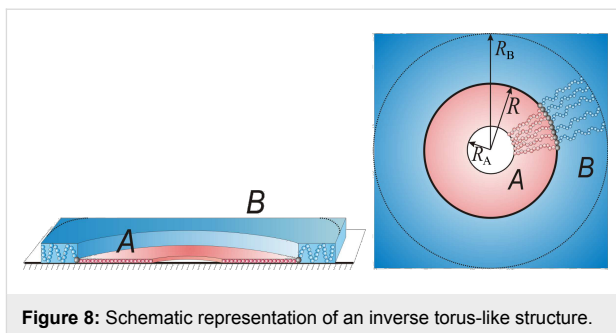 B
A
R_B
R
R_A
A
B
Figure 8: Schematic representation of an inverse torus-like structure.